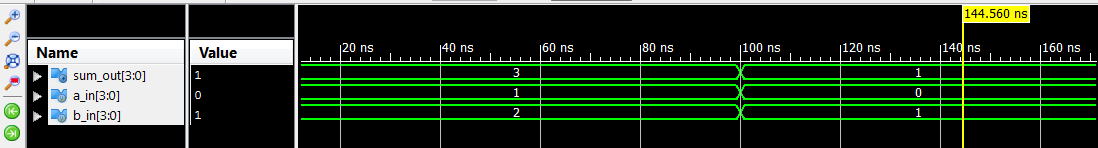 144.560 ns
Name Value 20 ns 40 ns 60 ns 80 ns 100 ns 120 ns 140 ns 160 ns
sum_out[3:0] 1 3 1
a_in[3:0] 0 1 0
b_in[3:0] 1 2 1